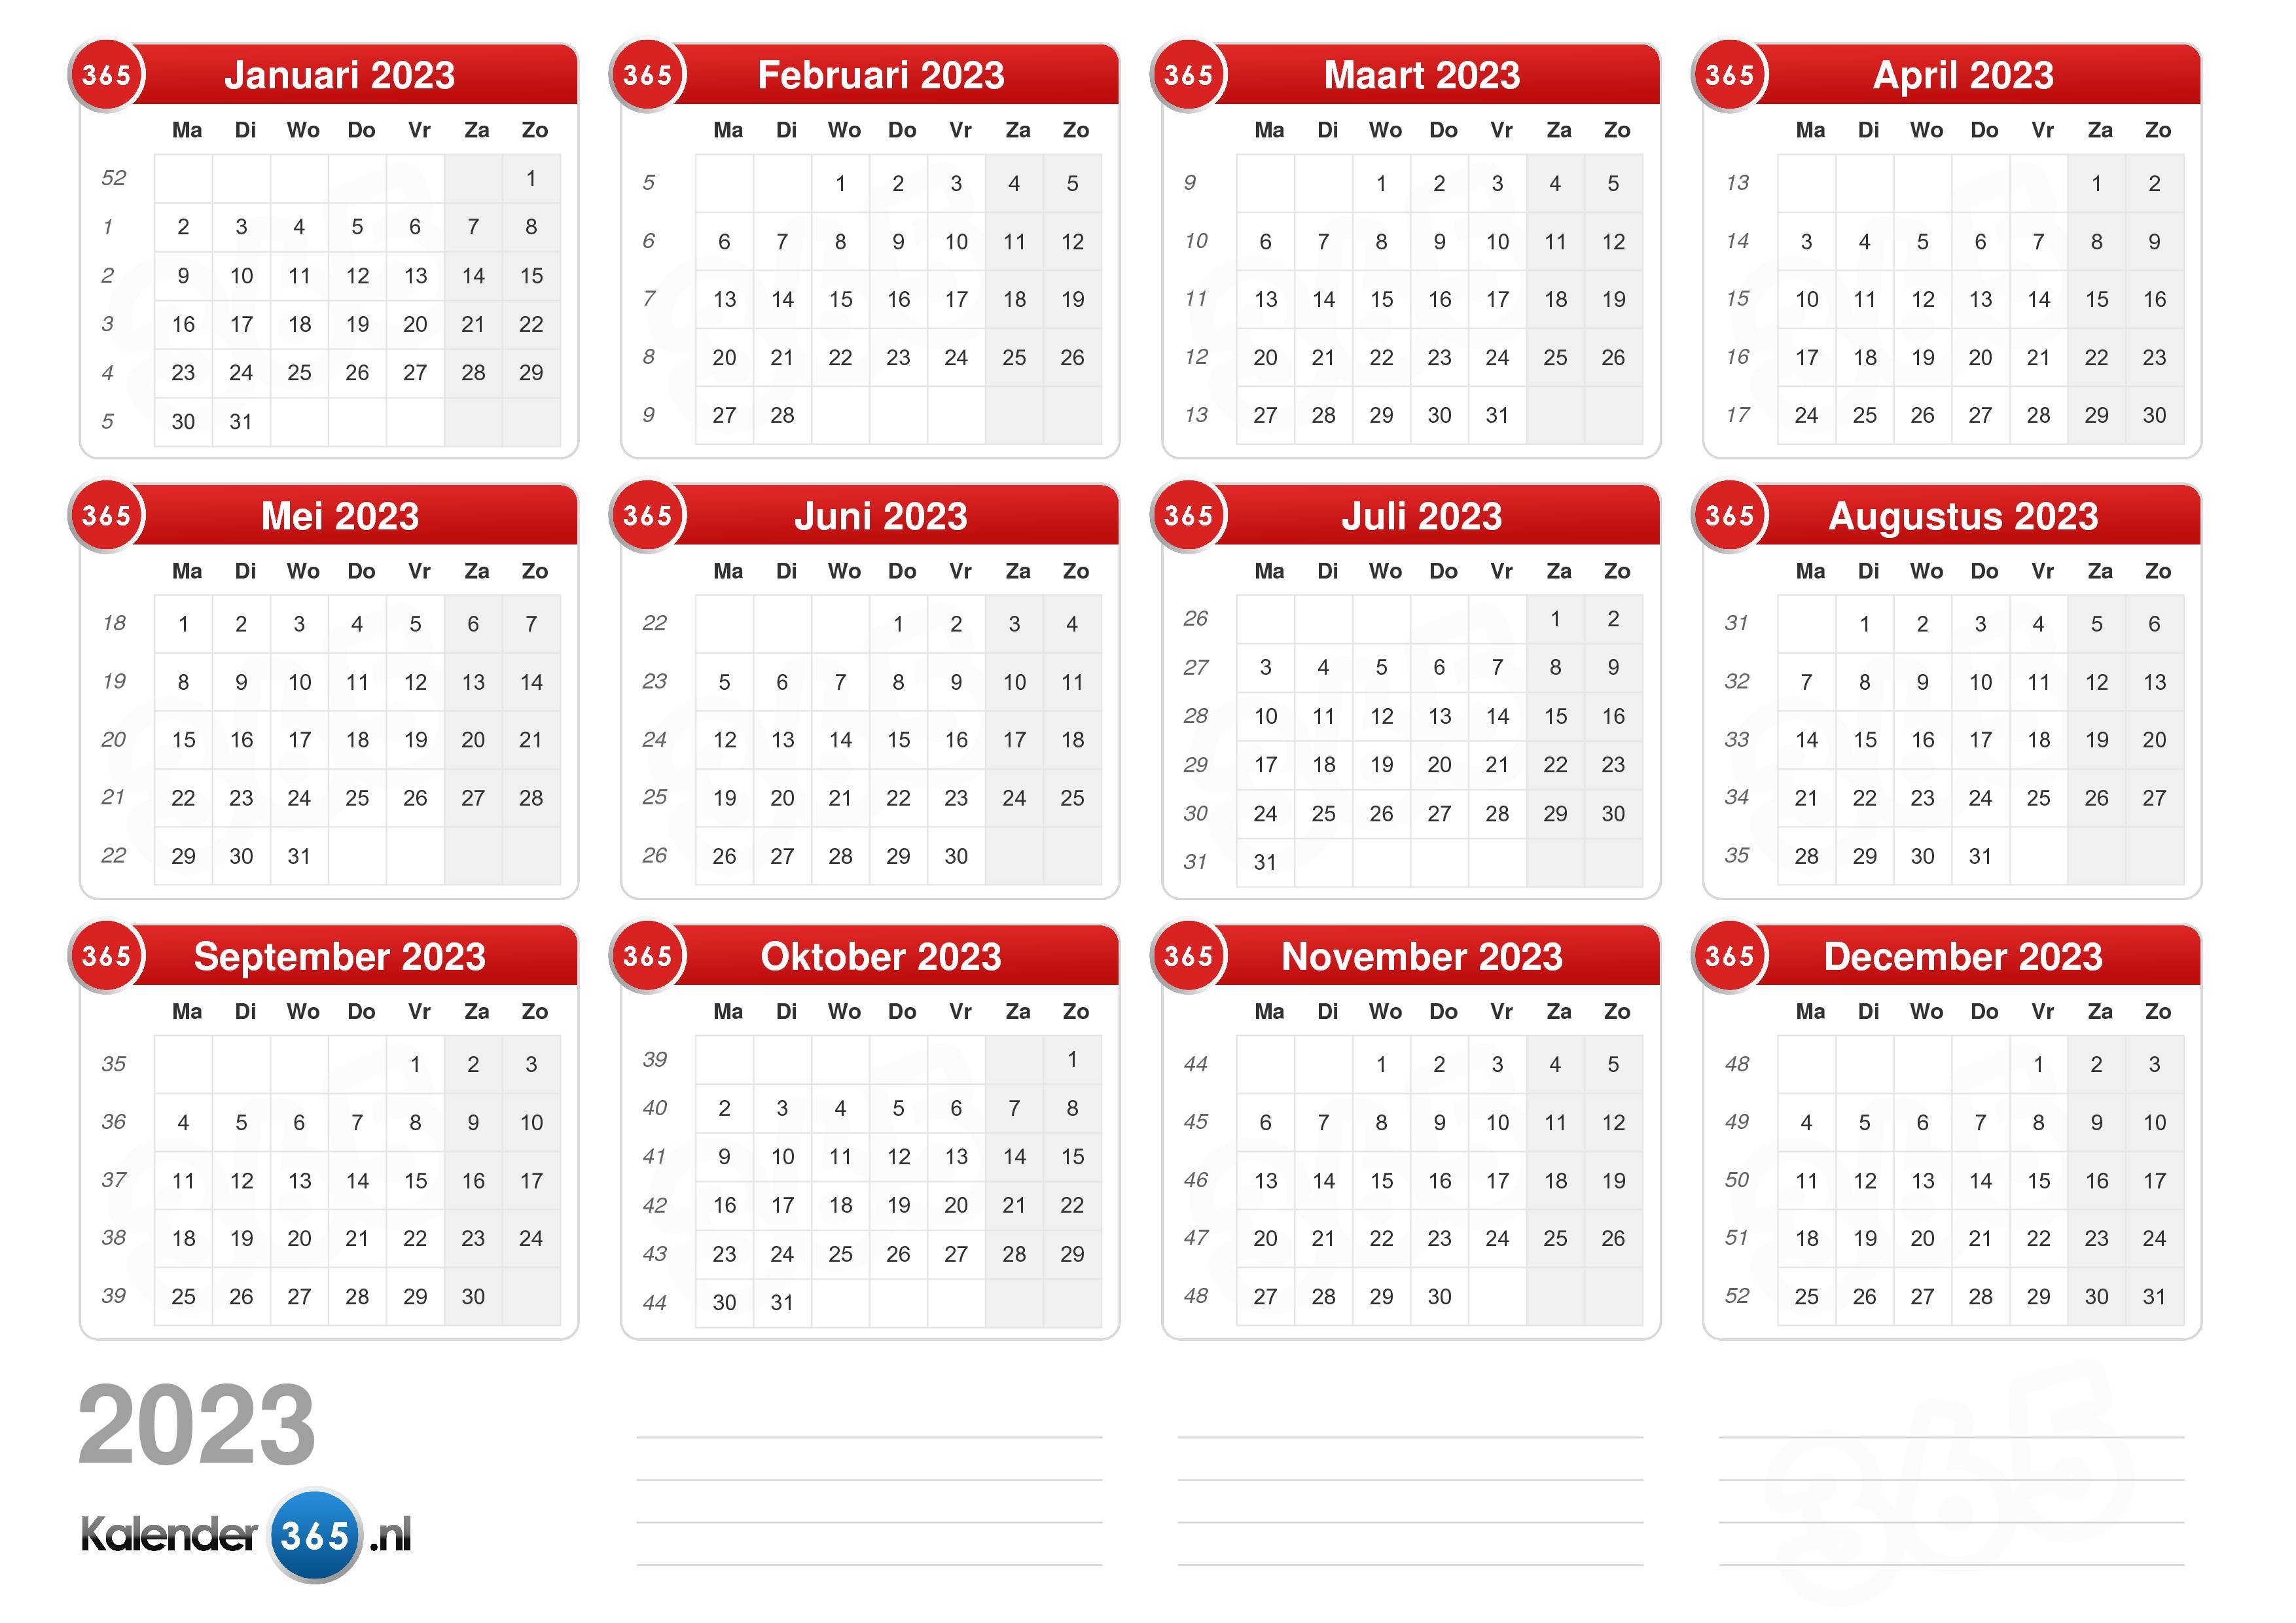 365 Januari 2023
Ma Di Wo Do Vr Za Zo
52 1
1 2 3 4 5 6 7 8
2 9 10 11 12 13 14 15
3 16 17 18 19 20 21 22
4 23 24 25 26 27 28 29
5 30 31
365 Februari 2023
Ma Di Wo Do Vr Za Zo
5 1 2 3 4 5
6 6 7 8 9 10 11 12
7 13 14 15 16 17 18 19
8 20 21 22 23 24 25 26
9 27 28
365 Maart 2023
Ma Di Wo Do Vr Za Zo
9 1 2 3 4 5
10 6 7 8 9 10 11 12
11 13 14 15 16 17 18 19
12 20 21 22 23 24 25 26
13 27 28 29 30 31
365 April 2023
Ma Di Wo Do Vr Za Zo
13 1 2
14 3 4 5 6 7 8 9
15 10 11 12 13 14 15 16
16 17 18 19 20 21 22 23
17 24 25 26 27 28 29 30
365 Mei 2023
Ma Di Wo Do Vr Za Zo
18 1 2 3 4 5 6 7
19 8 9 10 11 12 13 14
20 15 16 17 18 19 20 21
21 22 23 24 25 26 27 28
22 29 30 31
365 Juni 2023
Ma Di Wo Do Vr Za Zo
22 1 2 3 4
23 5 6 7 8 9 10 11
24 12 13 14 15 16 17 18
25 19 20 21 22 23 24 25
26 26 27 28 29 30
365 Juli 2023
Ma Di Wo Do Vr Za Zo
26 1 2
27 3 4 5 6 7 8 9
28 10 11 12 13 14 15 16
29 17 18 19 20 21 22 23
30 24 25 26 27 28 29 30
31 31
365 Augustus 2023
Ma Di Wo Do Vr Za Zo
31 1 2 3 4 5 6
32 7 8 9 10 11 12 13
33 14 15 16 17 18 19 20
34 21 22 23 24 25 26 27
35 28 29 30 31
365 September 2023
Ma Di Wo Do Vr Za Zo
35 1 2 3
36 4 5 6 7 8 9 10
37 11 12 13 14 15 16 17
38 18 19 20 21 22 23 24
39 25 26 27 28 29 30
365 Oktober 2023
Ma Di Wo Do Vr Za Zo
39 1
40 2 3 4 5 6 7 8
41 9 10 11 12 13 14 15
42 16 17 18 19 20 21 22
43 23 24 25 26 27 28 29
44 30 31
365 November 2023
Ma Di Wo Do Vr Za Zo
44 1 2 3 4 5
45 6 7 8 9 10 11 12
46 13 14 15 16 17 18 19
47 20 21 22 23 24 25 26
48 27 28 29 30
365 December 2023
Ma Di Wo Do Vr Za Zo
48 1 2 3
49 4 5 6 7 8 9 10
50 11 12 13 14 15 16 17
51 18 19 20 21 22 23 24
52 25 26 27 28 29 30 31
2023
Kalender 365 .nl
365